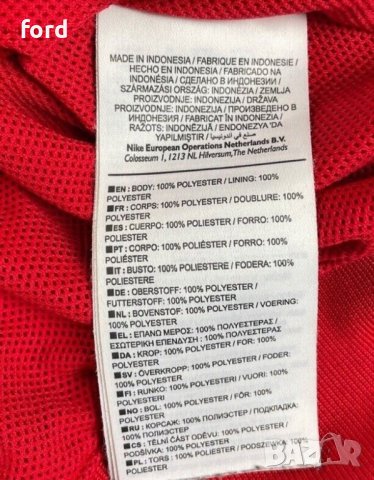 ford
MADE IN INDONESIA / FABRIQUE EN INDONESIE /
HECHO EN INDONESIA / FABRICADO NA
INDONÉSIA / СДЕЛАНО В ИНДОНЕЗИИ /
SZÁRMAZÁSI ORSZÁG: INDONÉZIA / ZEMLJA
PROIZVODNJE: INDONEZIJA / DRŽAVA
PROIZVODNJE: INDONEZIJA / ПРОИЗВЕДЕНО В
ИНДОНЕЗИЯ / FABRICAT ÎN INDONEZIA /
RAŽOTS: INDONĒZIJĀ / ENDONEZYA'DA
YAPILMIŞTIR / صنع في اندونيسيا
Nike European Operations Netherlands B.V.
Colosseum 1, 1213 NL Hilversum, The Netherlands
EN: BODY: 100% POLYESTER / LINING: 100%
POLYESTER
FR: CORPS: 100% POLYESTER / DOUBLURE: 100%
POLYESTER
ES: CUERPO: 100% POLIÉSTER / FORRO: 100%
POLIÉSTER
PT: CORPO: 100% POLIÉSTER / FORRO: 100%
POLIÉSTER
IT: BUSTO: 100% POLIESTERE / FODERA: 100%
POLIESTERE
DE: OBERSTOFF: 100% POLYESTER /
FUTTERSTOFF: 100% POLYESTER
NL: BOVENSTOF: 100% POLYESTER / VOERING:
100% POLYESTER
EL: ΕΠΑΝΩ ΜΕΡΟΣ: 100% ΠΟΛΥΕΣΤΕΡΑΣ /
ΕΣΩΤΕΡΙΚΗ ΕΠΕΝΔΥΣΗ: 100% ΠΟΛΥΕΣΤΕΡΑΣ
DA: KROP: 100% POLYESTER / FOR: 100%
POLYESTER
SV: ÖVERKROPP: 100% POLYESTER / FODER:
100% POLYESTER
FI: RUNKO: 100% POLYESTERI / VUORI: 100%
POLYESTERI
NO: BOL: 100% POLYESTER / FÔR: 100%
POLYESTER
RU: КОРСАЖ: 100% ПОЛИЭСТЕР / ПОДКЛАДКА:
100% ПОЛИЭСТЕР
CS: TĚLNÍ ČÁST ODĚVU: 100% POLYESTER /
PODŠÍVKA: 100% POLYESTER
PL: TORS: 100% POLIESTER / PODSZEWKA: 100%
POLIESTER
BAZAR